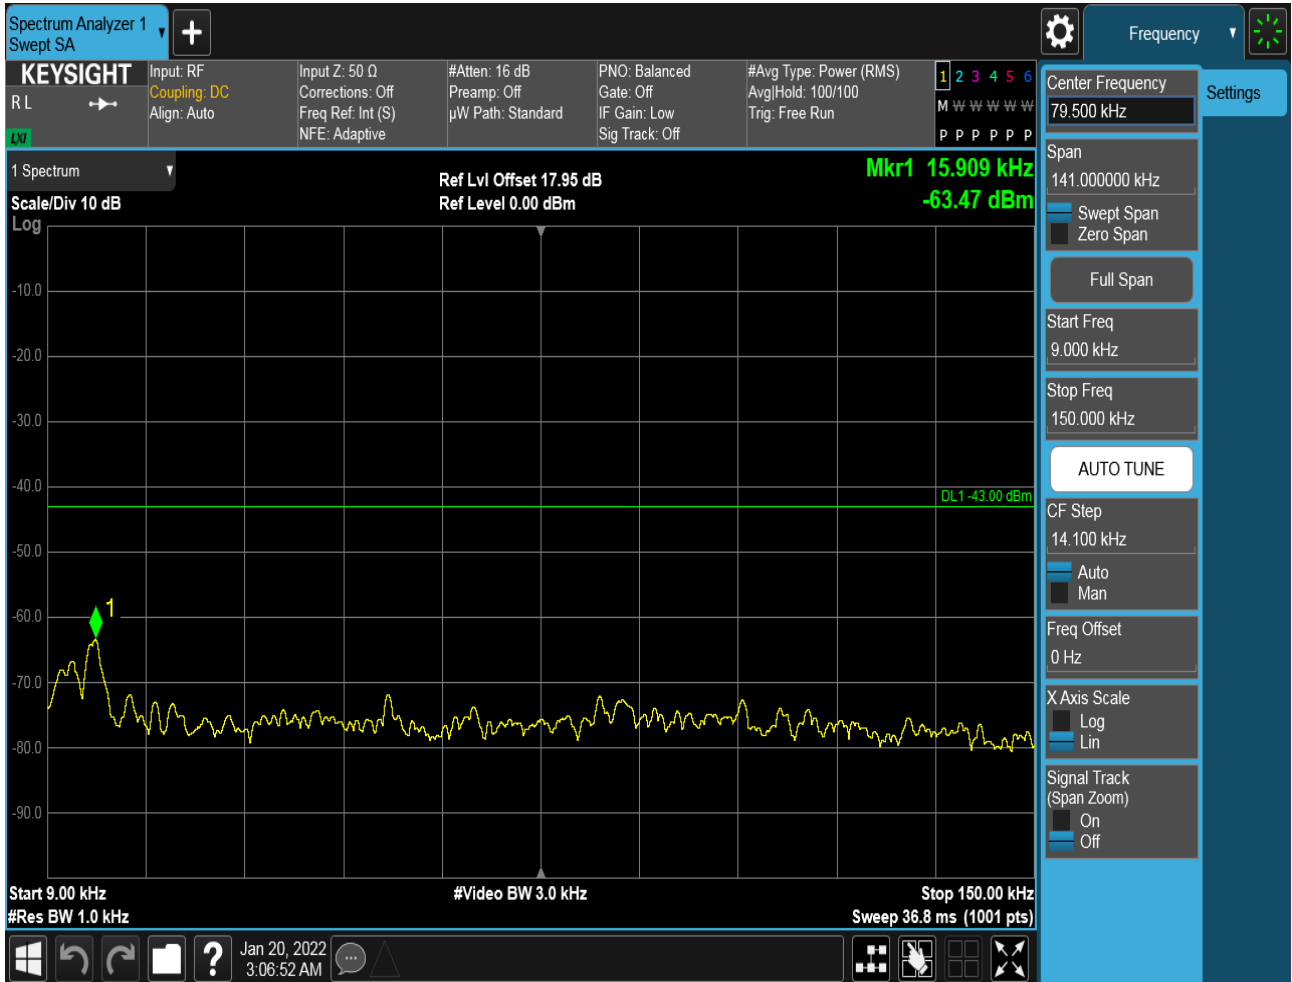 Spectrum Analyzer 1
Swept SA
Frequency
KEYSIGHT
R L
LXI
Input: RF
Coupling: DC
Align: Auto
Input Z: 50 Ω
Corrections: Off
Freq Ref: Int (S)
NFE: Adaptive
#Atten: 16 dB
Preamp: Off
µW Path: Standard
PNO: Balanced
Gate: Off
IF Gain: Low
Sig Track: Off
#Avg Type: Power (RMS)
Avg|Hold: 100/100
Trig: Free Run
1 2 3 4 5 6
M W W W W W
P P P P P P
1 Spectrum
Scale/Div 10 dB
Log
Ref Lvl Offset 17.95 dB
Ref Level 0.00 dBm
Mkr1 15.909 kHz
-63.47 dBm
-10.0
-20.0
-30.0
-40.0
DL1 -43.00 dBm
-50.0
-60.0
1
-70.0
-80.0
-90.0
Start 9.00 kHz
#Res BW 1.0 kHz
#Video BW 3.0 kHz
Stop 150.00 kHz
Sweep 36.8 ms (1001 pts)
Center Frequency
79.500 kHz
Settings
Span
141.000000 kHz
Swept Span
Zero Span
Full Span
Start Freq
9.000 kHz
Stop Freq
150.000 kHz
AUTO TUNE
CF Step
14.100 kHz
Auto
Man
Freq Offset
0 Hz
X Axis Scale
Log
Lin
Signal Track
(Span Zoom)
On
Off
?
Jan 20, 2022
3:06:52 AM